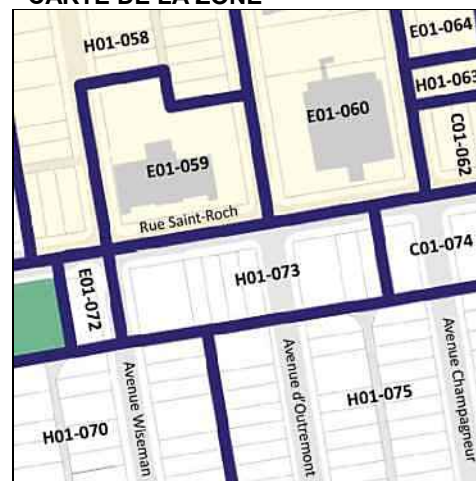 CARTE DE LA ZONE
H01-058
E01-064
H01-063
E01-060
C01-062
E01-059
Rue Saint-Roch
E01-072
H01-073
C01-074
Avenue Wiseman
Avenue d'Outremont
Avenue Champagneur
H01-075
H01-070